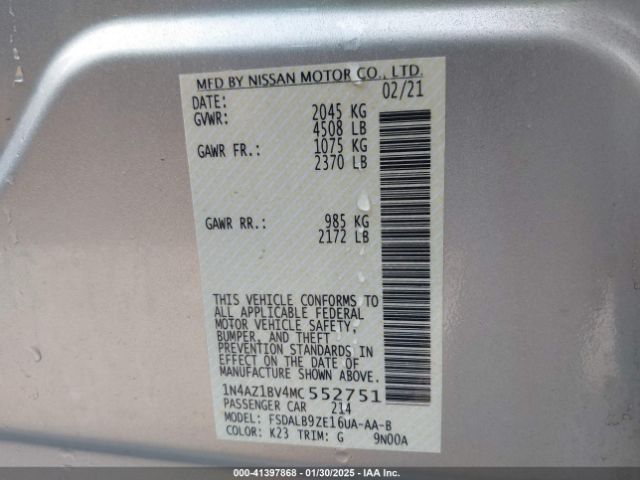 MFD BY NISSAN MOTOR CO., LTD.
DATE: 02/21
GVWR: 2045 KG
4508 LB
GAWR FR.: 1075 KG
2370 LB
GAWR RR.: 985 KG
2172 LB
THIS VEHICLE CONFORMS TO
ALL APPLICABLE FEDERAL
MOTOR VEHICLE SAFETY,
BUMPER, AND THEFT
PREVENTION STANDARDS IN
EFFECT ON THE DATE OF
MANUFACTURE SHOWN ABOVE.
1N4AZ1BV4MC552751
PASSENGER CAR 214
MODEL: FSDALB9ZE16UA-AA-B
COLOR: K23 TRIM: G 9N00A
000-41397868 - 01/30/2025 - IAAI.COM